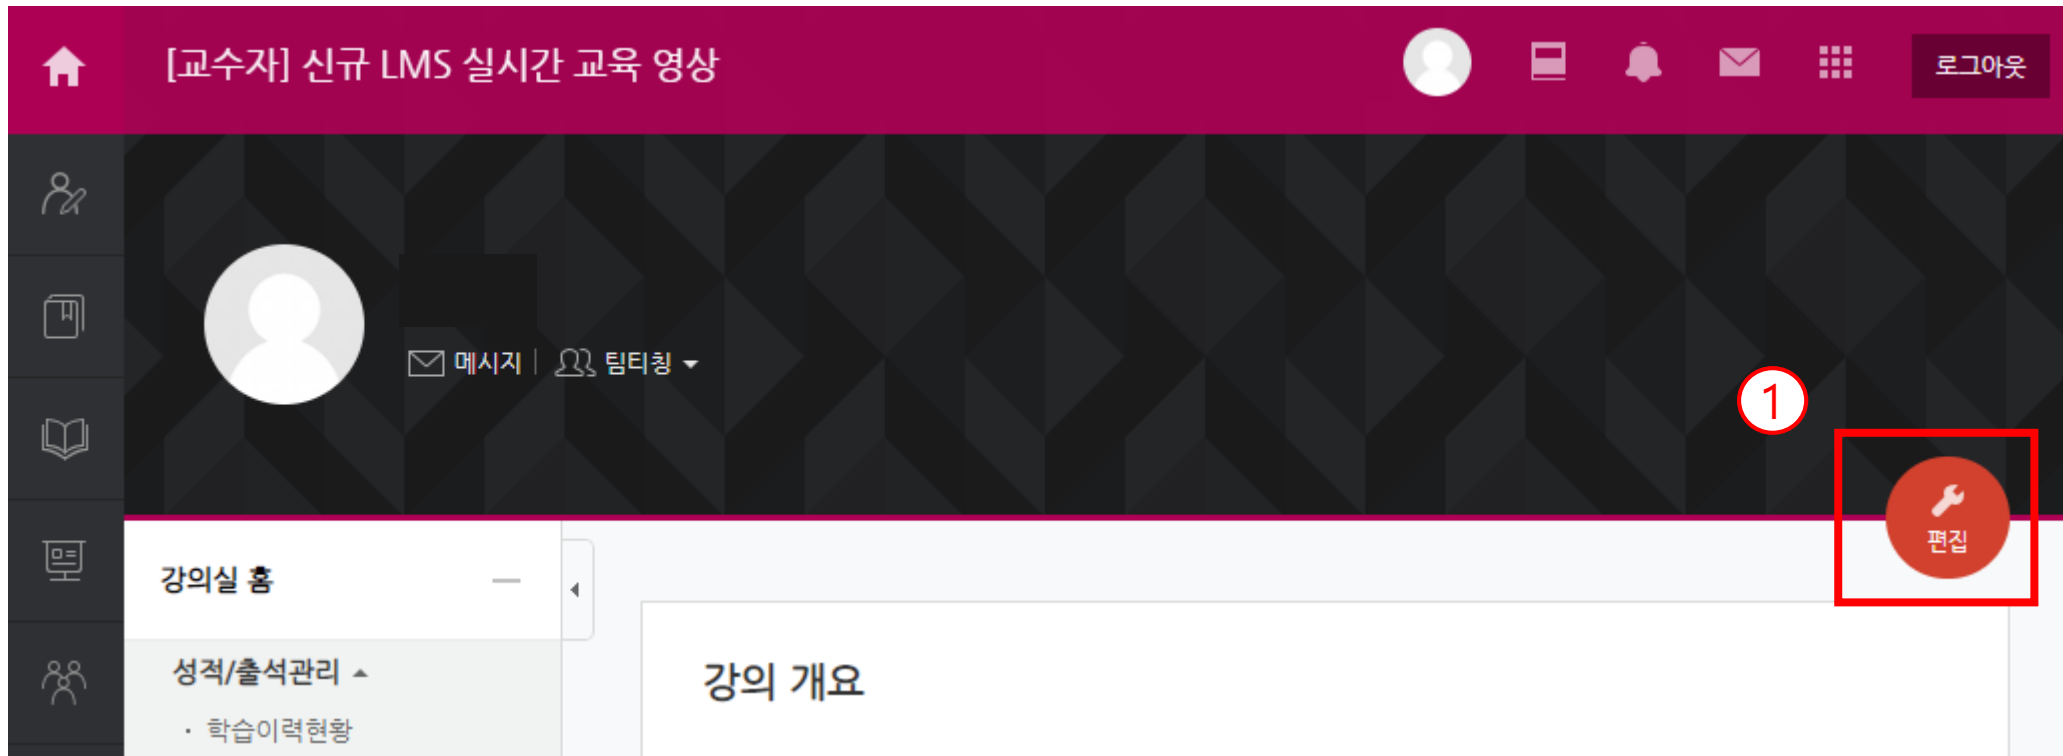 [교수자] 신규 LMS 실시간 교육 영상
로그아웃
메시지 팀티칭
1
편집
강의실 홈
성적/출석관리
· 학습이력현황
강의 개요